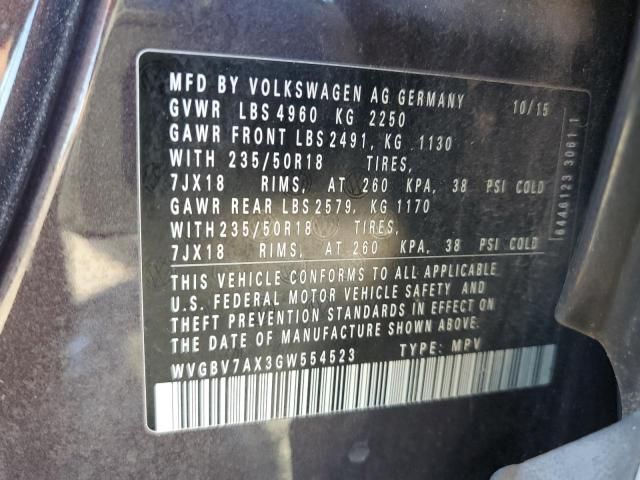 MFD BY VOLKSWAGEN AG GERMANY 10/15
GVWR LBS 4960 KG 2250
GAWR FRONT LBS 2491, KG 1130
WITH 235/50R18 TIRES,
7JX18 RIMS, AT 260 KPA, 38 PSI COLD
GAWR REAR LBS 2579, KG 1170
WITH 235/50R18 TIRES,
7JX18 RIMS, AT 260 KPA, 38 PSI COLD
THIS VEHICLE CONFORMS TO ALL APPLICABLE
U.S. FEDERAL MOTOR VEHICLE SAFETY AND
THEFT PREVENTION STANDARDS IN EFFECT ON
THE DATE OF MANUFACTURE SHOWN ABOVE.
WVGBV7AX3GW554523 TYPE: MPV